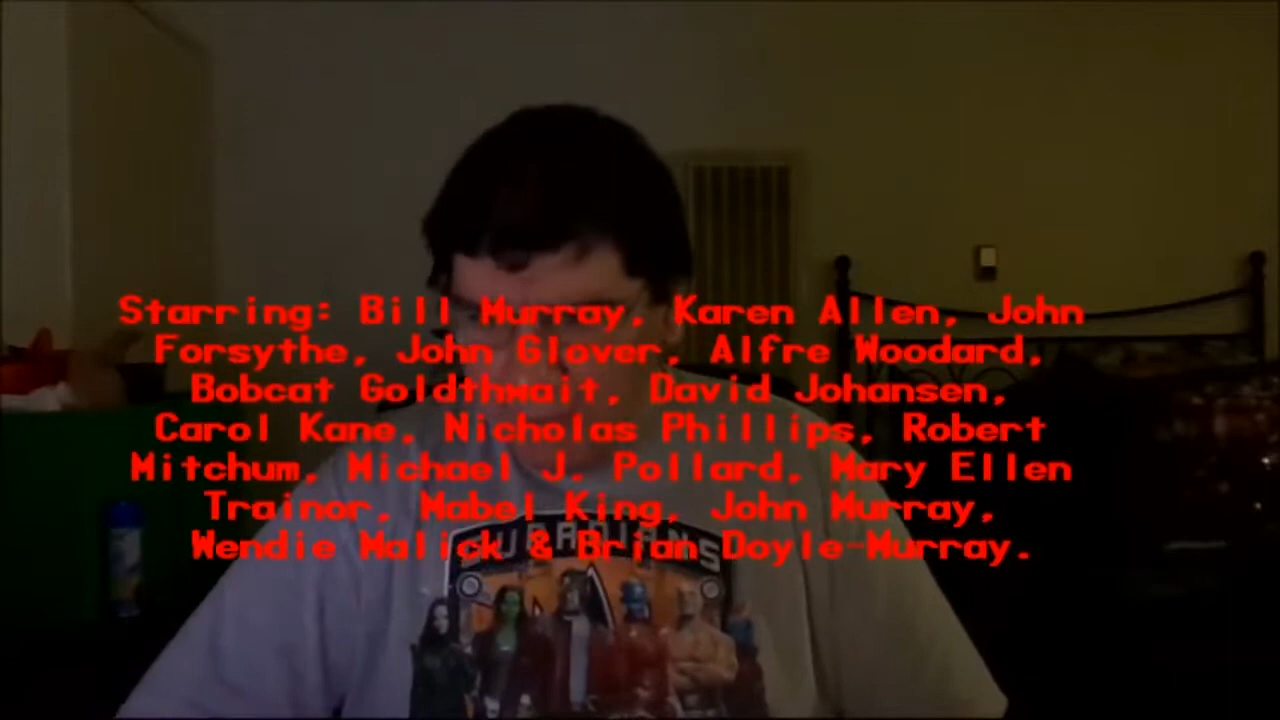 Starring: Bill Murray, Karen Allen, John
Forsythe, John Glover, Alfre Woodard,
Bobcat Goldthwait, David Johansen,
Carol Kane, Nicholas Phillips, Robert
Mitchum, Michael J. Pollard, Mary Ellen
Trainor, Mabel King, John Murray,
Wendie Malick & Brian Doyle-Murray.